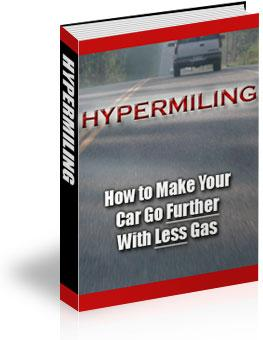 HYPERMILING
HYPERMILING
How to Make Your
Car Go Further
With Less Gas